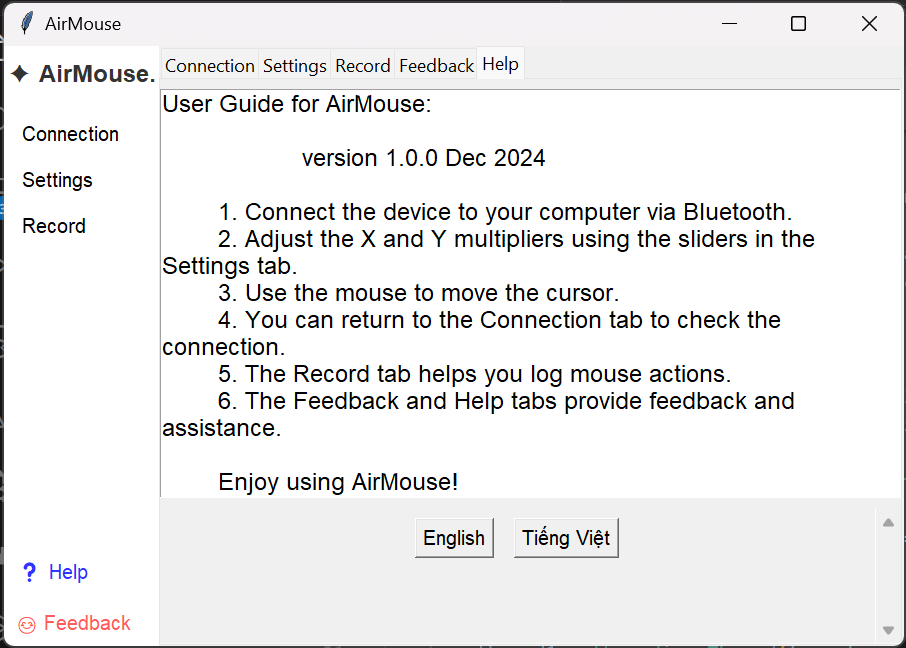 AirMouse
✦ AirMouse.
Connection
Settings
Record
? Help
Feedback
Connection Settings Record Feedback Help
User Guide for AirMouse:
version 1.0.0 Dec 2024
1. Connect the device to your computer via Bluetooth.
2. Adjust the X and Y multipliers using the sliders in the
Settings tab.
3. Use the mouse to move the cursor.
4. You can return to the Connection tab to check the
connection.
5. The Record tab helps you log mouse actions.
6. The Feedback and Help tabs provide feedback and
assistance.
Enjoy using AirMouse!
English Tiếng Việt